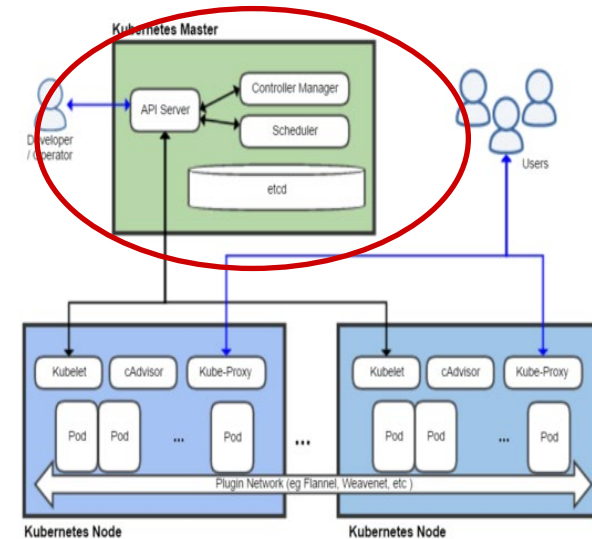 Kubernetes Master
Controller Manager
API Server
Scheduler
etcd
Developer
/ Operator
Users
Kubelet
cAdvisor
Kube-Proxy
Pod
Pod
...
Pod
...
Kubelet
cAdvisor
Kube-Proxy
Pod
Pod
...
Pod
Plugin Network (eg Flannel, Weavenet, etc )
Kubernetes Node
Kubernetes Node